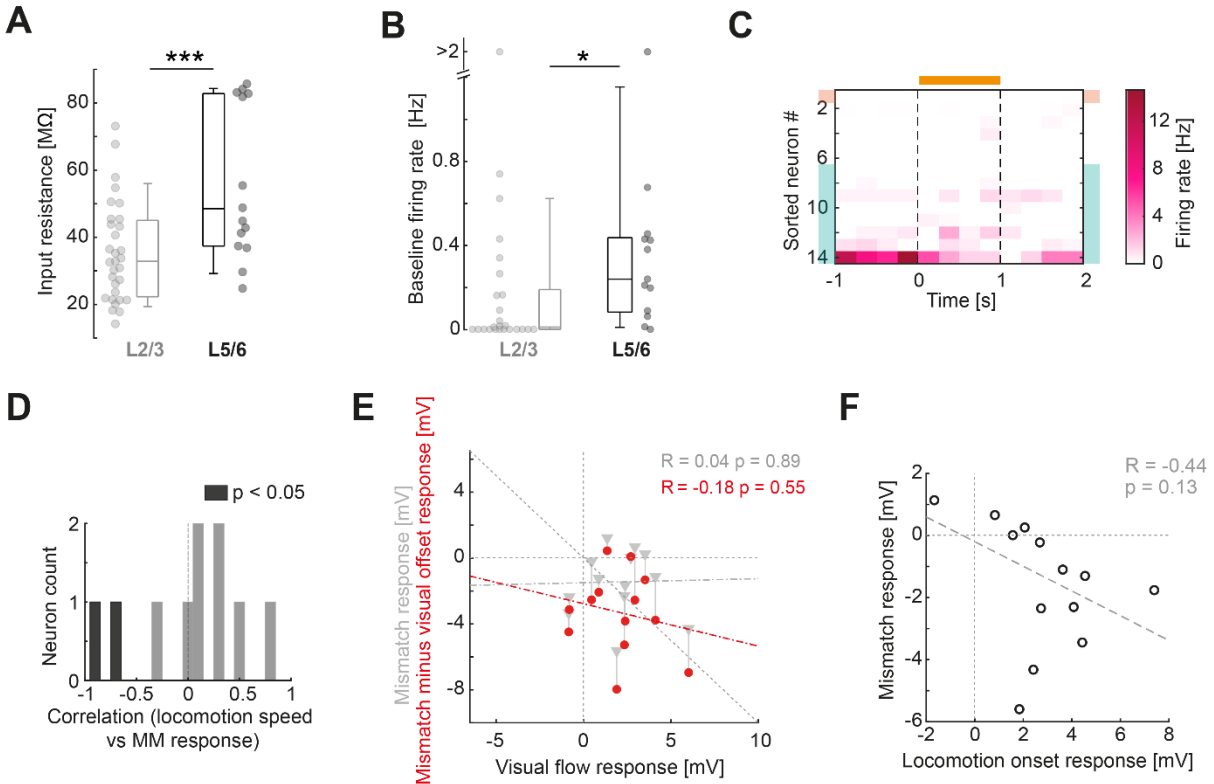 A
***
Input resistance [MΩ]
80
60
40
20
L2/3
L5/6
B
*
Baseline firing rate [Hz]
>2
0.8
0.4
0
L2/3
L5/6
C
Sorted neuron #
2
6
10
14
-1
0
1
2
Time [s]
12
8
4
0
Firing rate [Hz]
D
p < 0.05
Neuron count
2
1
0
-1
-0.5
0
0.5
1
Correlation (locomotion speed
vs MM response)
E
Mismatch response [mV]
Mismatch minus visual offset response [mV]
R = 0.04 p = 0.89
R = -0.18 p = 0.55
4
0
-4
-8
-5
0
5
10
Visual flow response [mV]
F
R = -0.44
p = 0.13
Mismatch response [mV]
2
0
-2
-4
-6
-2
0
2
4
6
8
Locomotion onset response [mV]